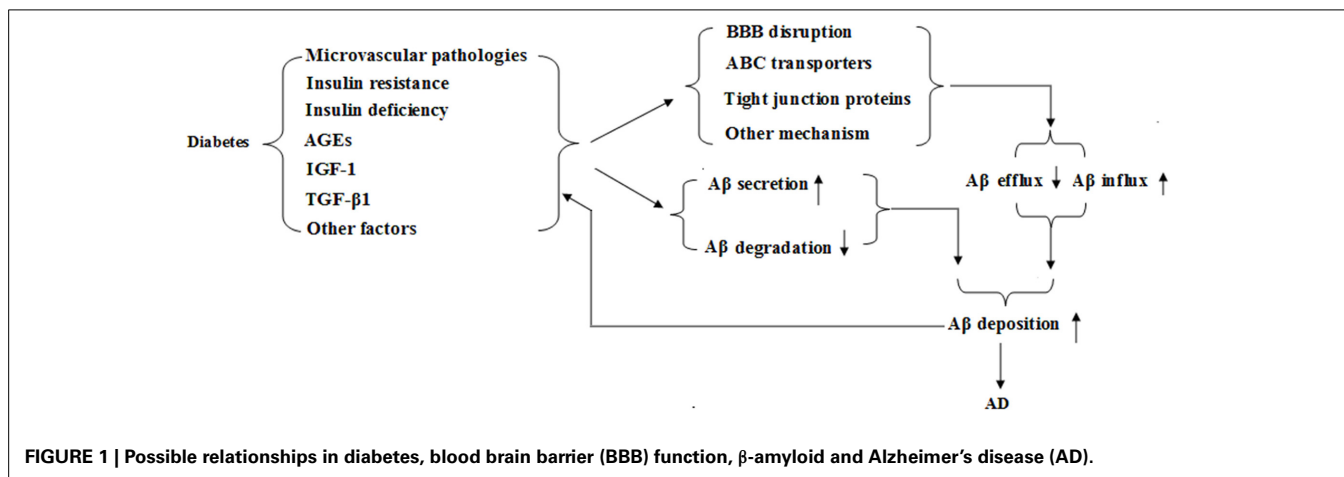 Diabetes
Microvascular pathologies
Insulin resistance
Insulin deficiency
AGEs
IGF-1
TGF-β1
Other factors
BBB disruption
ABC transporters
Tight junction proteins
Other mechanism
Aβ secretion ↑
Aβ degradation ↓
Aβ efflux ↓ Aβ influx ↑
Aβ deposition ↑
AD
FIGURE 1 | Possible relationships in diabetes, blood brain barrier (BBB) function, β-amyloid and Alzheimer's disease (AD).